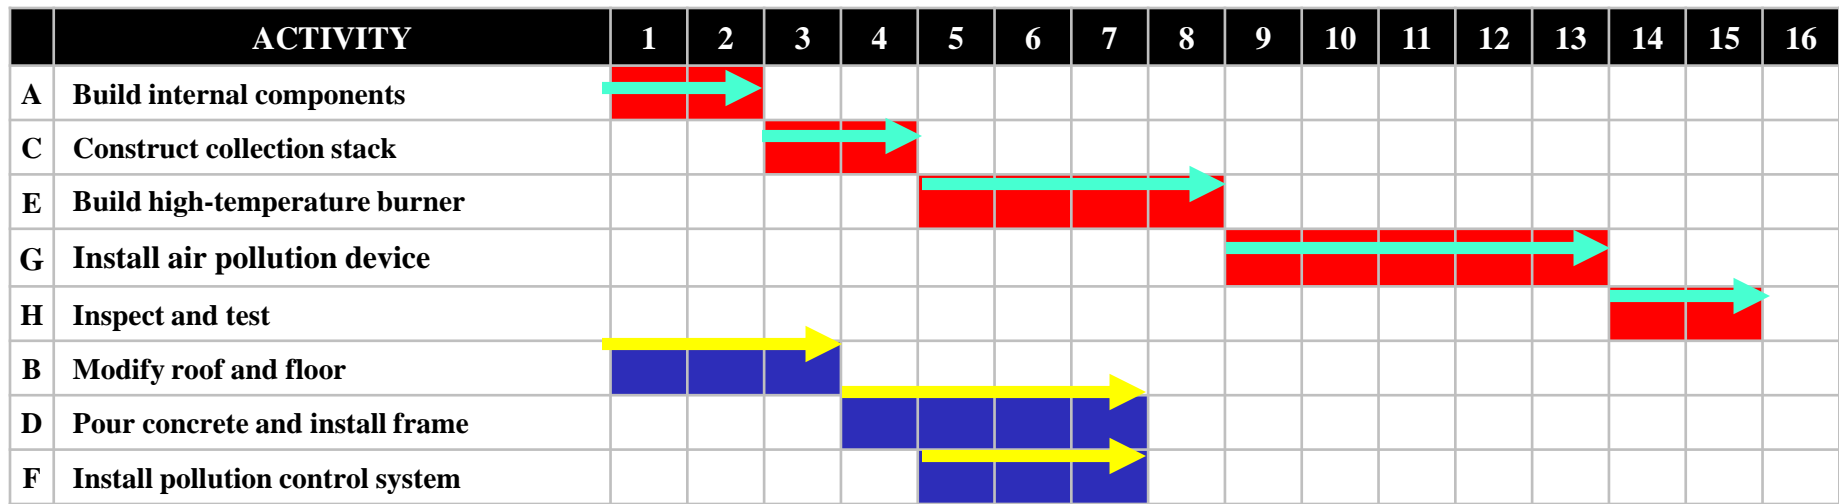 ACTIVITY 1 2 3 4 5 6 7 8 9 10 11 12 13 14 15 16
A Build internal components
C Construct collection stack
E Build high-temperature burner
G Install air pollution device
H Inspect and test
B Modify roof and floor
D Pour concrete and install frame
F Install pollution control system